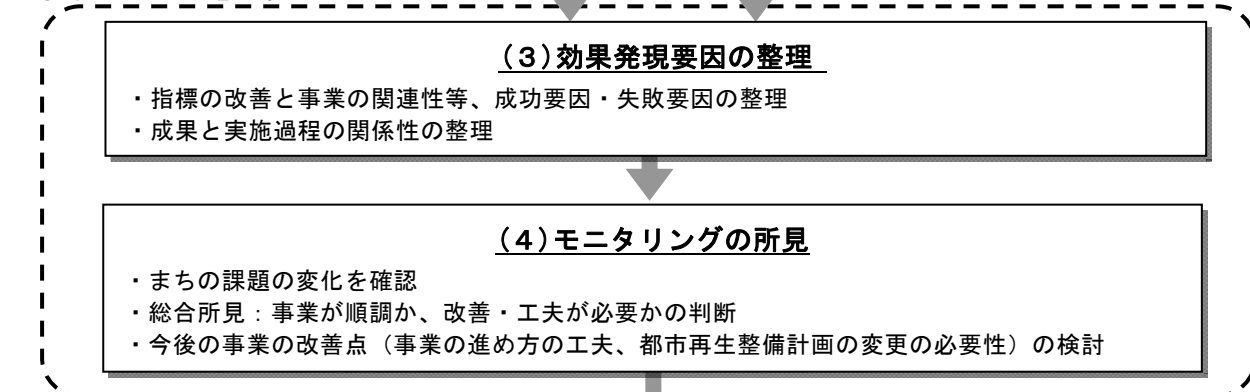 (３)効果発現要因の整理
・指標の改善と事業の関連性等、成功要因・失敗要因の整理
・成果と実施過程の関係性の整理
(４)モニタリングの所見
・まちの課題の変化を確認
・総合所見：事業が順調か、改善・工夫が必要かの判断
・今後の事業の改善点（事業の進め方の工夫、都市再生整備計画の変更の必要性）の検討